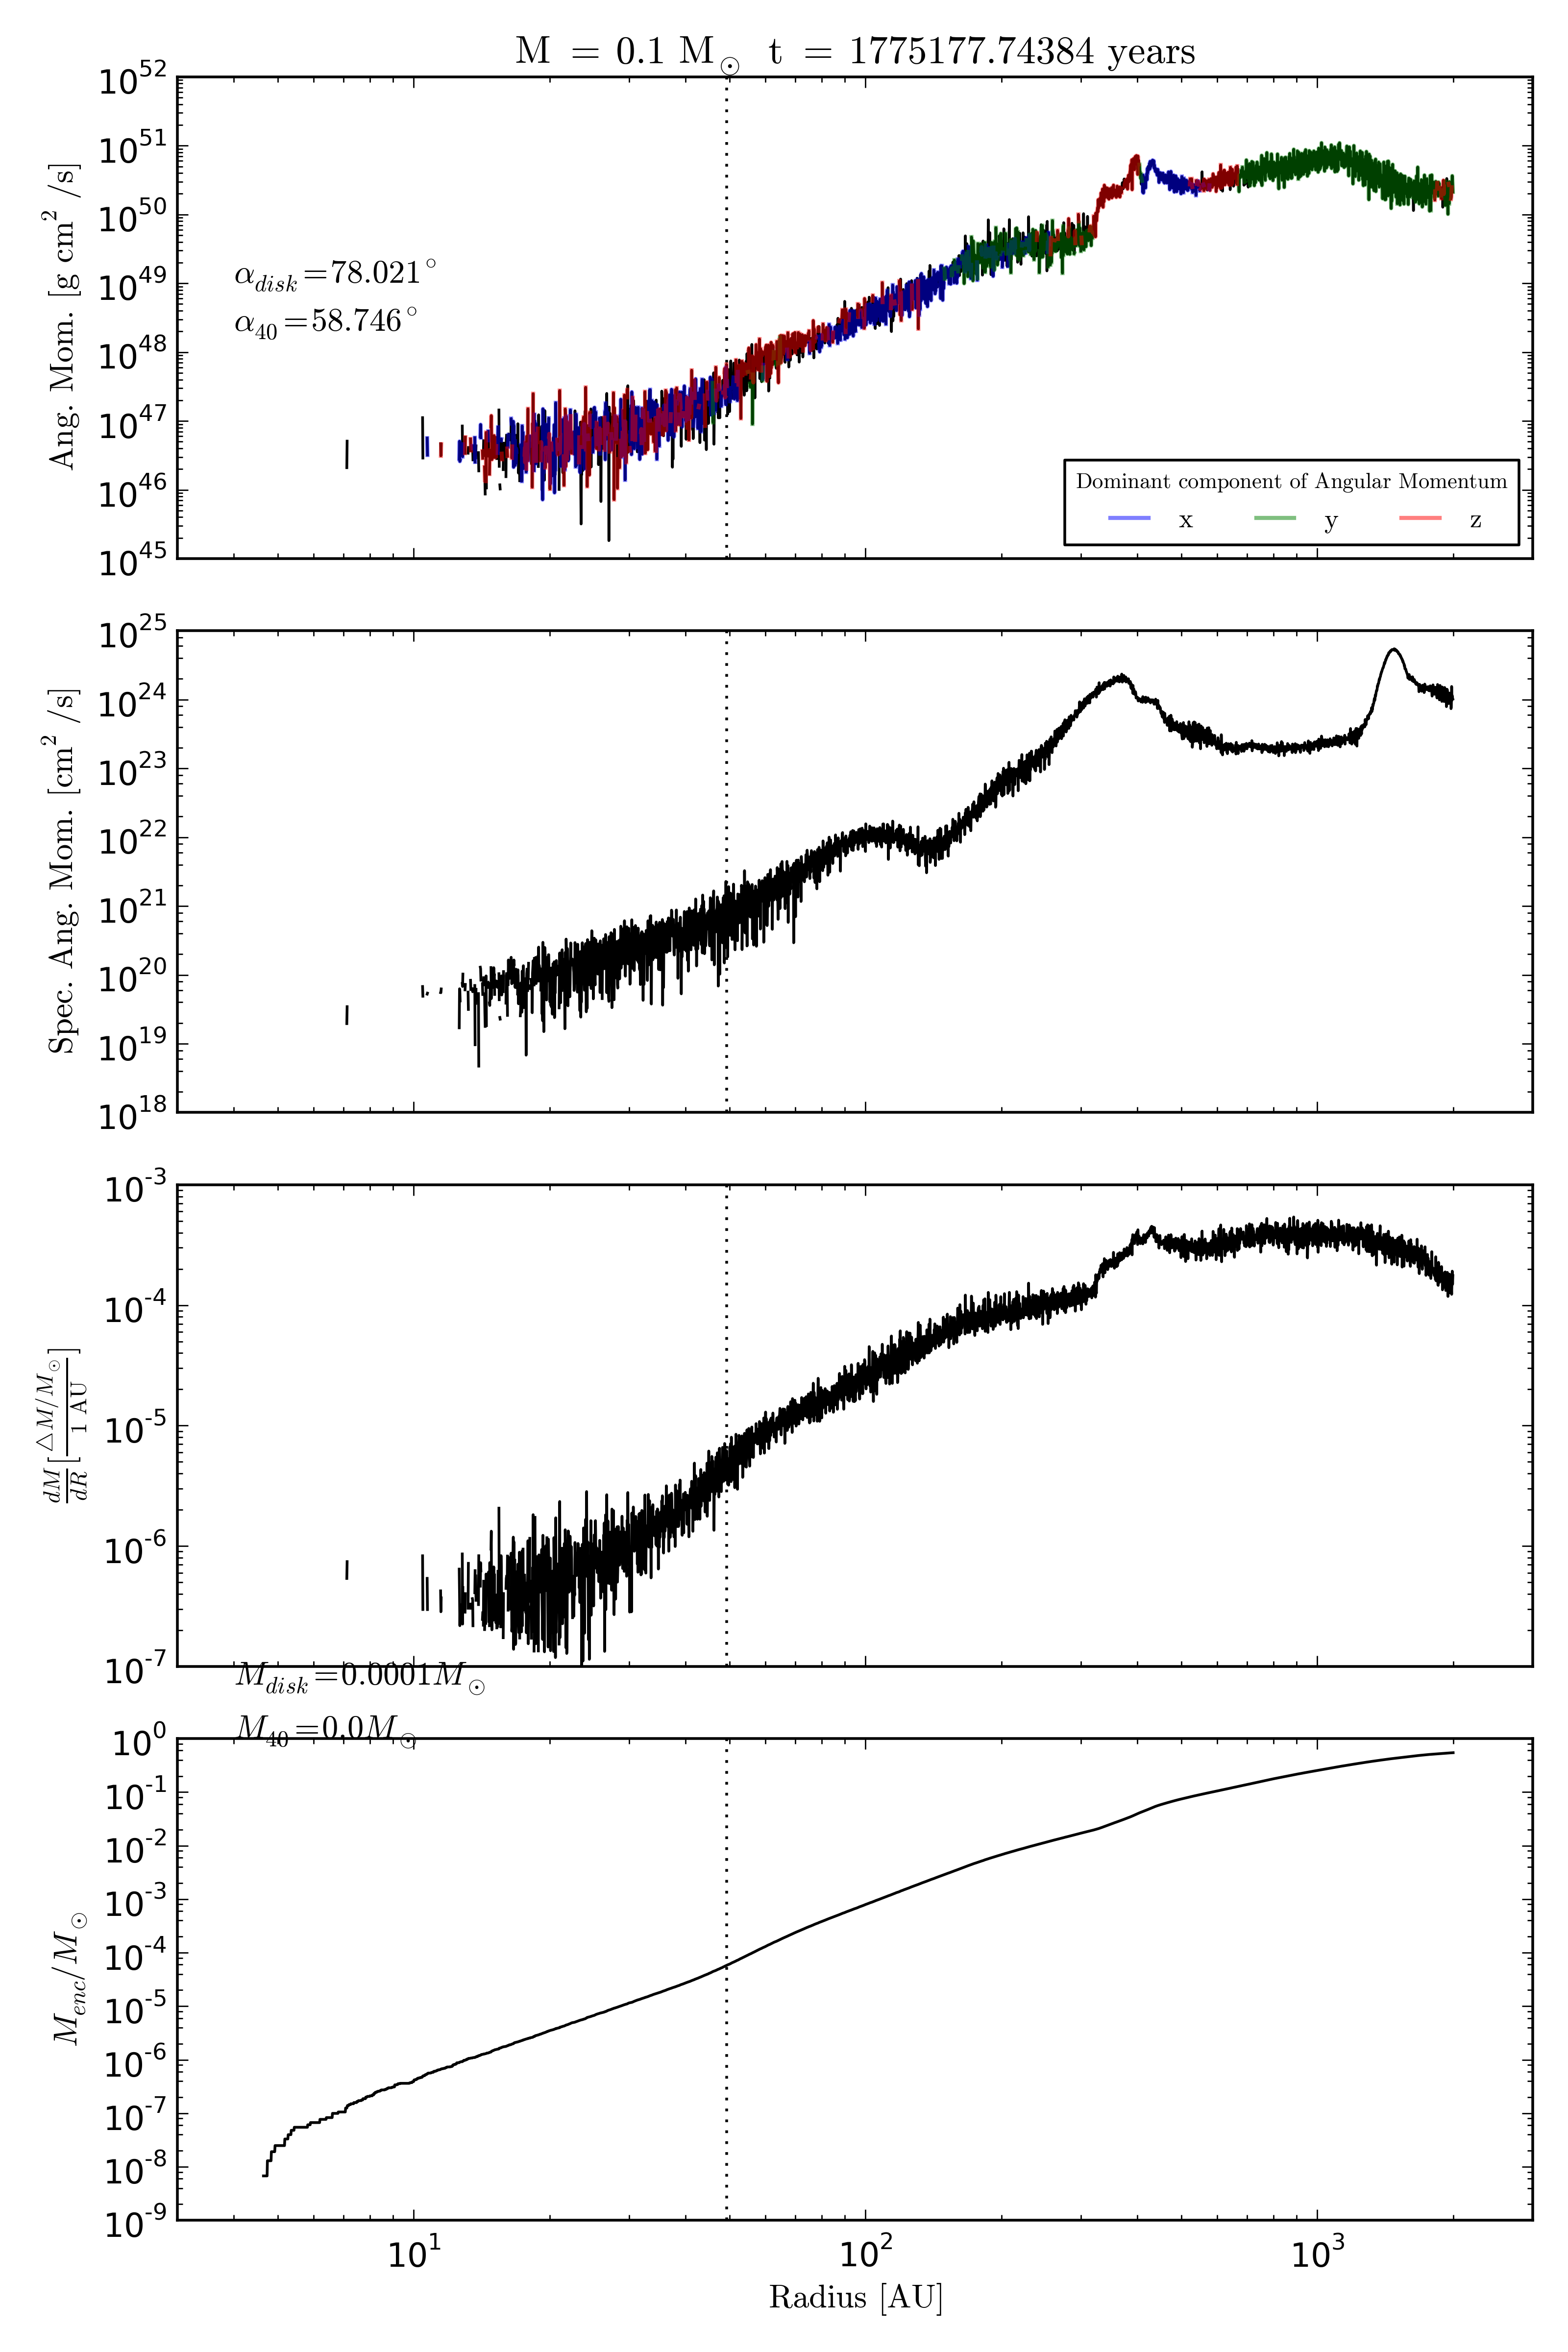 M = 0.1 M⊙ t = 1775177.74384 years
10^52
10^51
10^50
10^49
10^48
10^47
10^46
10^45
Ang. Mom. [g cm^2 /s]
α_disk=78.021°
α_40=58.746°
Dominant component of Angular Momentum
x y z
10^25
10^24
10^23
10^22
10^21
10^20
10^19
10^18
Spec. Ang. Mom. [cm^2 /s]
10^-3
10^-4
10^-5
10^-6
10^-7
dM/dR [△M/M⊙ / 1 AU]
M_disk=0.0001M⊙
M_40=0.0M⊙
10^0
10^-1
10^-2
10^-3
10^-4
10^-5
10^-6
10^-7
10^-8
10^-9
M_enc/M⊙
10^1 10^2 10^3
Radius [AU]